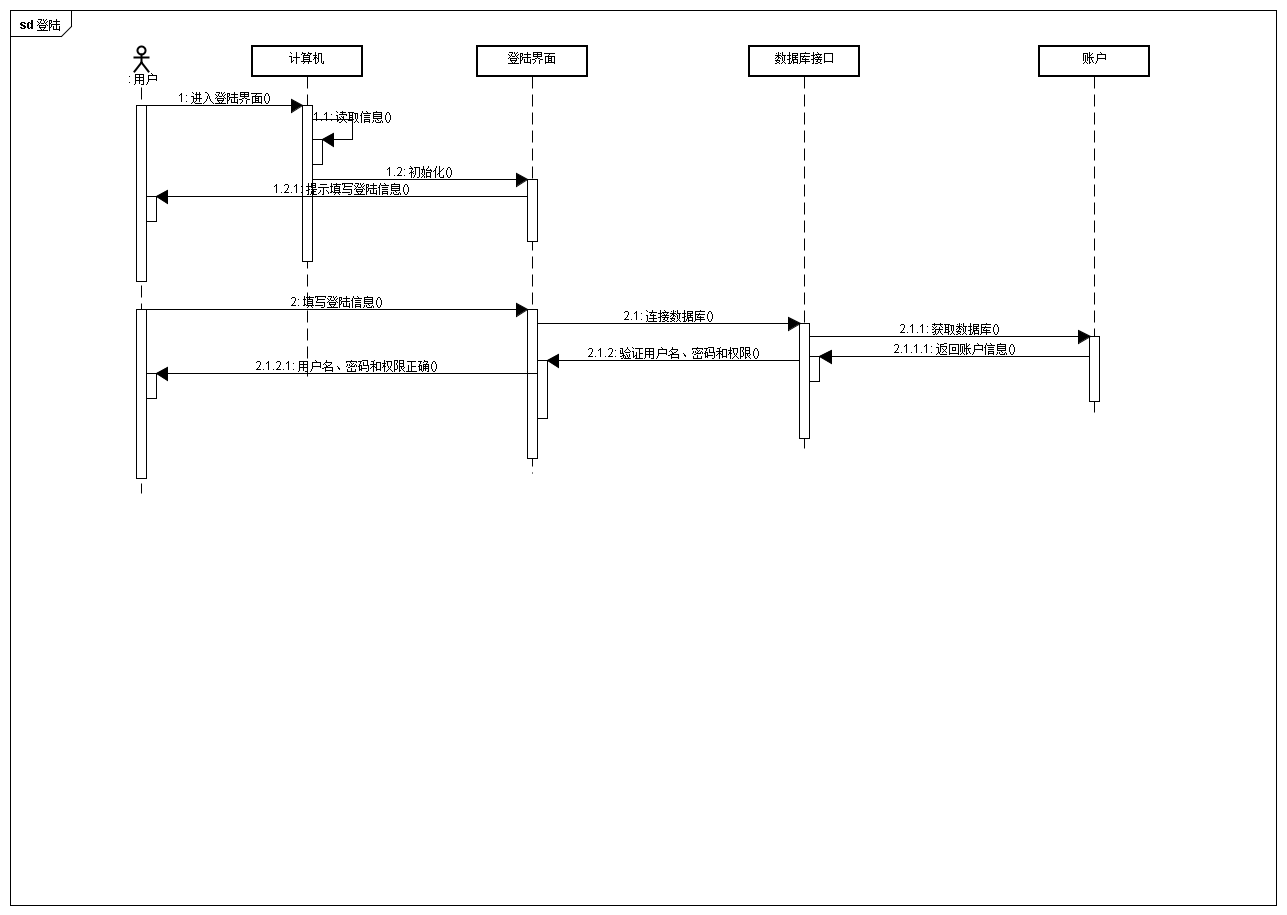 sd 登陆
: 用户
计算机
登陆界面
数据库接口
账户
1: 进入登陆界面()
1.1: 读取信息()
1.2: 初始化()
1.2.1: 提示填写登陆信息()
2: 填写登陆信息()
2.1: 连接数据库()
2.1.1: 获取数据库()
2.1.1.1: 返回账户信息()
2.1.2: 验证用户名、密码和权限()
2.1.2.1: 用户名、密码和权限正确()